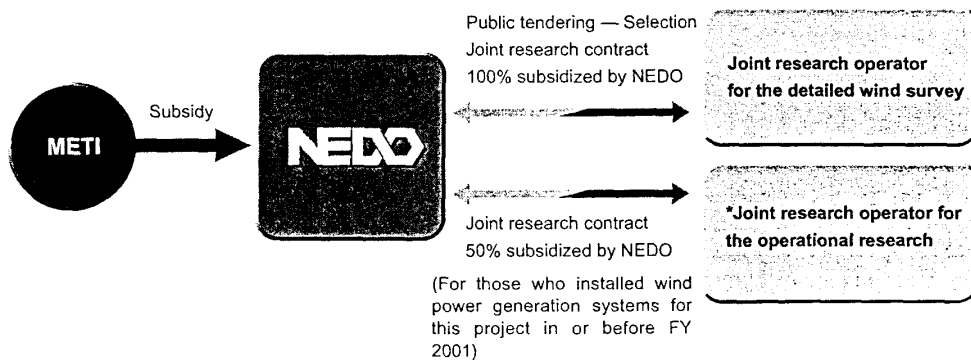 METI
Subsidy
NEDO
Public tendering — Selection
Joint research contract
100% subsidized by NEDO
Joint research operator
for the detailed wind survey
Joint research contract
50% subsidized by NEDO
(For those who installed wind
power generation systems for
this project in or before FY
2001)
*Joint research operator for
the operational research